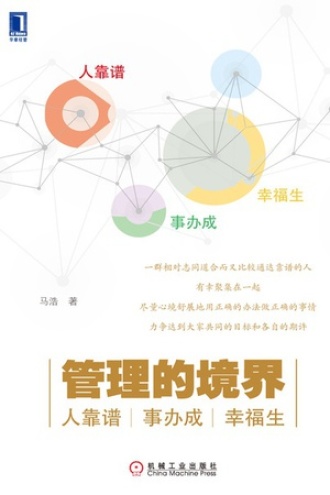 人靠谱
幸福生
事办成
一群相对志同道合而又比较通达靠谱的人
有幸聚集在一起
尽量心境舒展地用正确的办法做正确的事情
力争达到大家共同的目标和各自的期许
马浩 著
管理的境界
人靠谱｜事办成｜幸福生
机械工业出版社